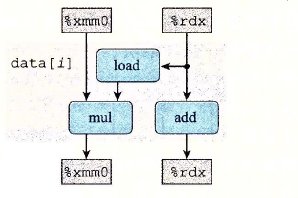 %xmm0 %rdx
load
data[i]
mul add
%xmm0 %rdx